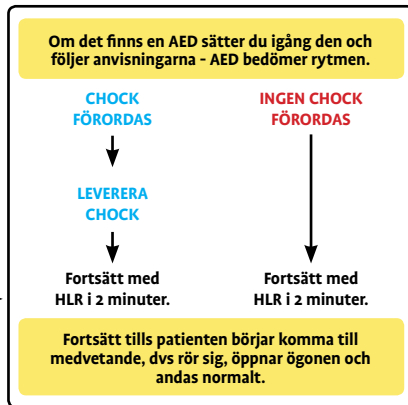 Om det finns en AED sätter du igång den och
följer anvisningarna - AED bedömer rytmen.
CHOCK
FÖRORDAS
LEVERERA
CHOCK
Fortsätt med
HLR i 2 minuter.
INGEN CHOCK
FÖRORDAS
Fortsätt med
HLR i 2 minuter.
Fortsätt tills patienten börjar komma till
medvetande, dvs rör sig, öppnar ögonen och
andas normalt.